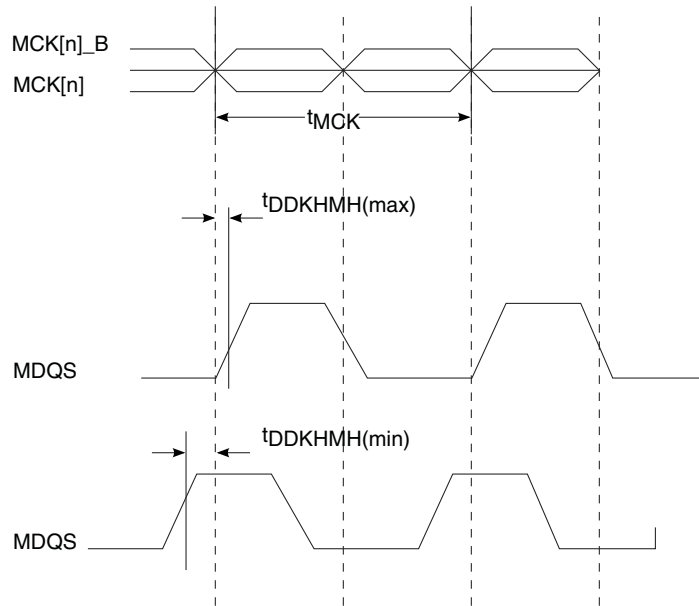 MCK[n]_B
MCK[n]
tMCK
tDDKHMH(max)
MDQS
tDDKHMH(min)
MDQS